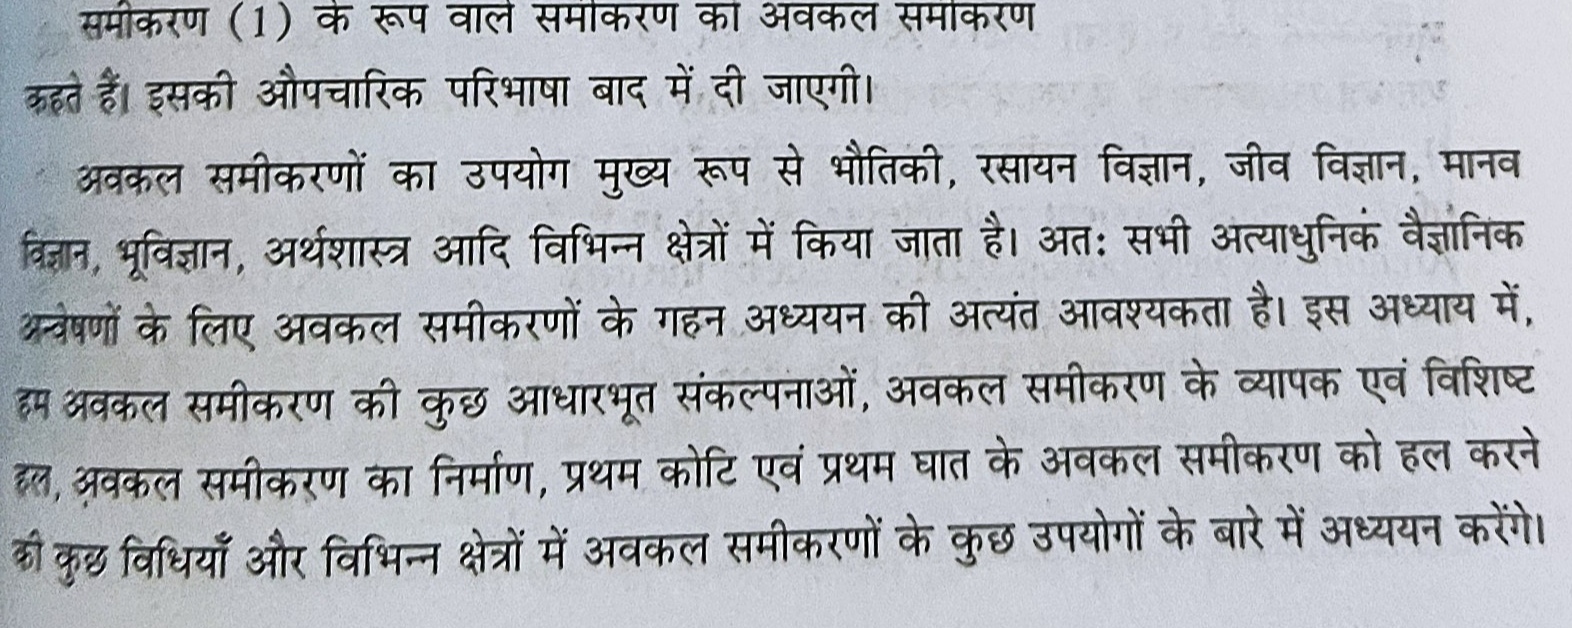 समीकरण (1) के रूप वाले समीकरण को अवकल समीकरण
कहते हैं। इसकी औपचारिक परिभाषा बाद में दी जाएगी।
अवकल समीकरणों का उपयोग मुख्य रूप से भौतिकी, रसायन विज्ञान, जीव विज्ञान, मानव
विज्ञान, भूविज्ञान, अर्थशास्त्र आदि विभिन्न क्षेत्रों में किया जाता है। अतः सभी अत्याधुनिक वैज्ञानिक
अन्वेषणों के लिए अवकल समीकरणों के गहन अध्ययन की अत्यंत आवश्यकता है। इस अध्याय में,
हम अवकल समीकरण की कुछ आधारभूत संकल्पनाओं, अवकल समीकरण के व्यापक एवं विशिष्ट
हल, अवकल समीकरण का निर्माण, प्रथम कोटि एवं प्रथम घात के अवकल समीकरण को हल करने
की कुछ विधियाँ और विभिन्न क्षेत्रों में अवकल समीकरणों के कुछ उपयोगों के बारे में अध्ययन करेंगे।